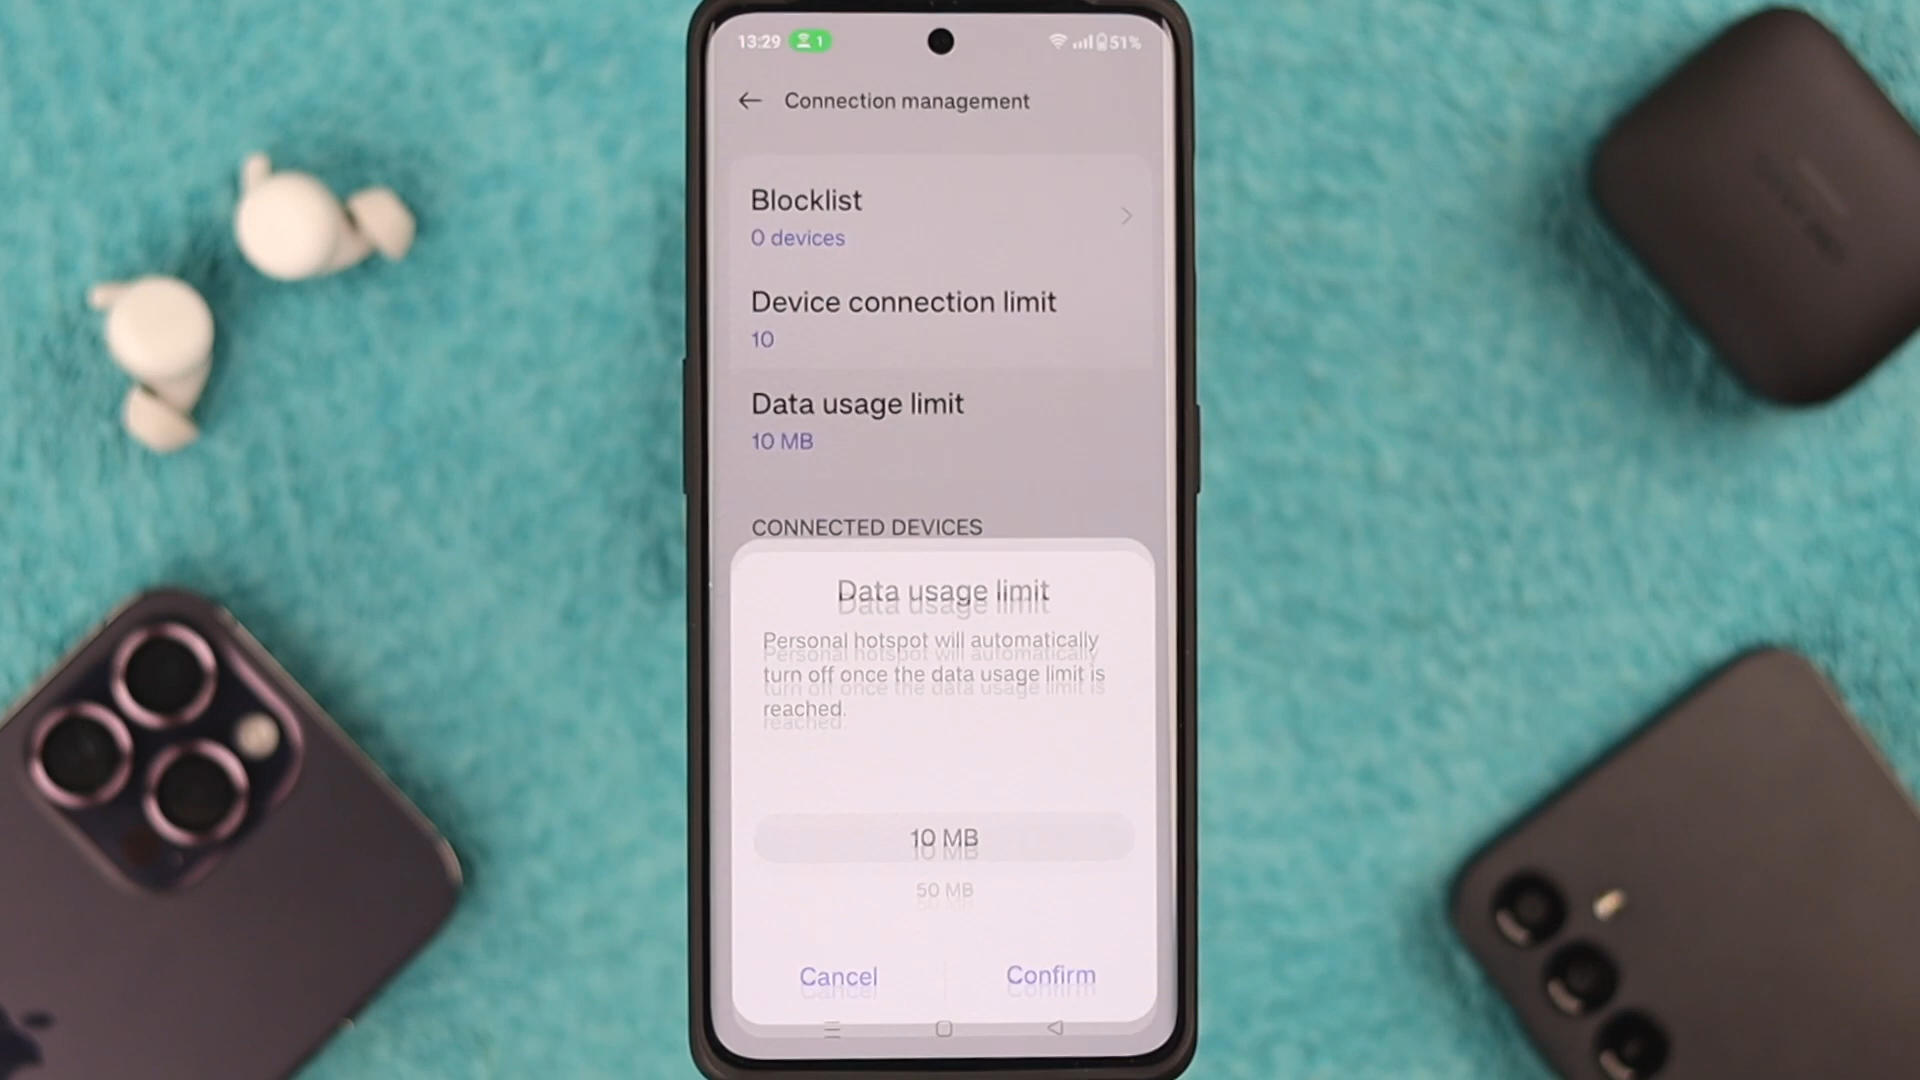 13:29 1 51%
Connection management
Blocklist
0 devices
Device connection limit
10
Data usage limit
10 MB
CONNECTED DEVICES
Data usage limit
Personal hotspot will automatically
turn off once the data usage limit is
reached.
10 MB
50 MB
Cancel Confirm